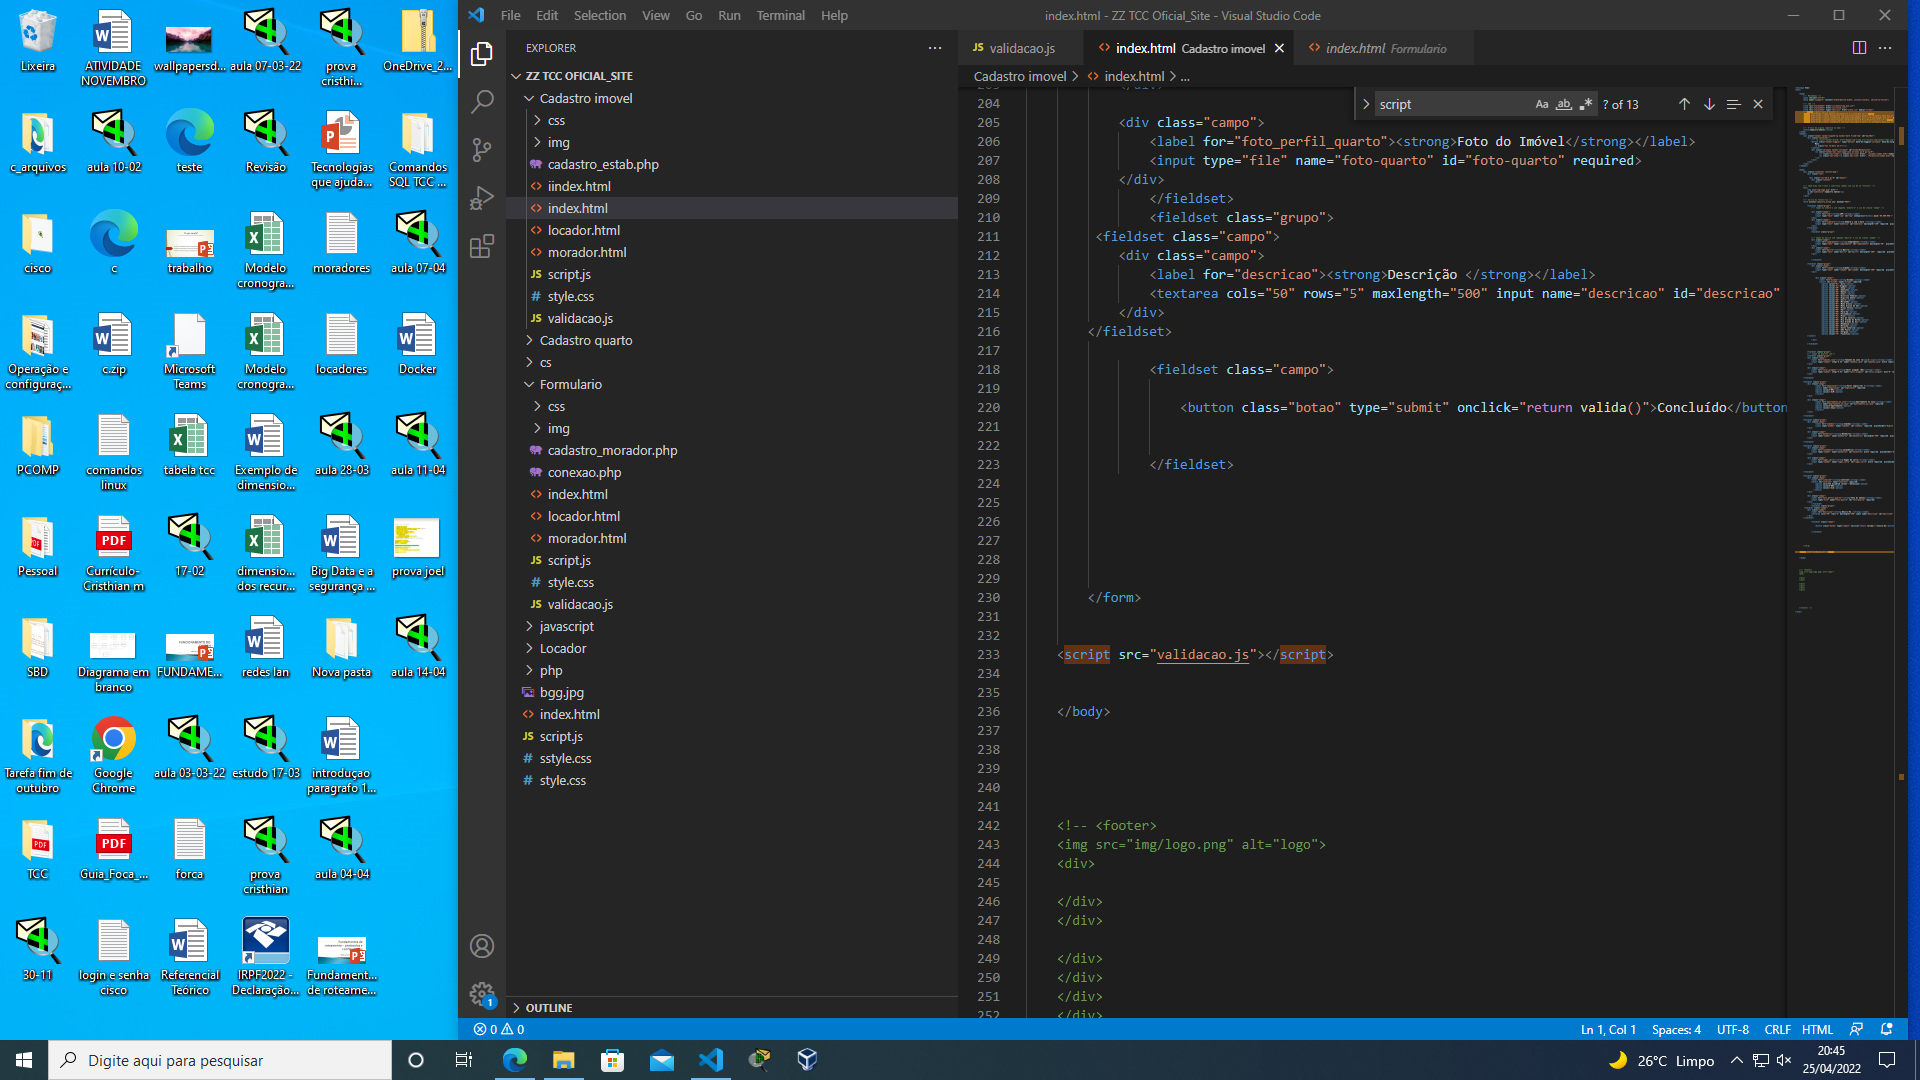 Lixeira
ATIVIDADE NOVEMBRO
wallpapersd...
aula 07-03-22
prova cristhi...
OneDrive_2...
c_arquivos
aula 10-02
teste
Revisão
Tecnologias que ajuda...
Comandos SQL TCC ...
cisco
c
trabalho
Modelo cronogra...
moradores
aula 07-04
Operação e configuraç...
c.zip
Microsoft Teams
Modelo cronogra...
locadores
Docker
PCOMP
comandos linux
tabela tcc
Exemplo de dimensio...
aula 28-03
aula 11-04
Pessoal
Currículo-Cristhian m
17-02
dimensio... dos recur...
Big Data e a segurança ...
prova joel
SBD
Diagrama em branco
FUNDAME...
redes lan
Nova pasta
aula 14-04
Tarefa fim de outubro
Google Chrome
aula 03-03-22
estudo 17-03
introduçao paragrafo 1...
TCC
Guia_Foca_...
forca
prova cristhian
aula 04-04
30-11
login e senha cisco
Referencial Teórico
IRPF2022 - Declaração...
Fundament... de roteame...
File Edit Selection View Go Run Terminal Help
index.html - ZZ TCC Oficial_Site - Visual Studio Code
EXPLORER
ZZ TCC OFICIAL_SITE
Cadastro imovel
css
img
cadastro_estab.php
iindex.html
index.html
locador.html
morador.html
JS script.js
# style.css
JS validacao.js
Cadastro quarto
cs
Formulario
css
img
cadastro_morador.php
conexao.php
index.html
locador.html
morador.html
JS script.js
# style.css
JS validacao.js
javascript
Locador
php
bgg.jpg
index.html
JS script.js
# sstyle.css
# style.css
OUTLINE
JS validacao.js
index.html Cadastro imovel
index.html Formulario
Cadastro imovel > index.html > ...
script Aa ab ? of 13
204
205 <div class="campo">
206 <label for="foto_perfil_quarto"><strong>Foto do Imóvel</strong></label>
207 <input type="file" name="foto-quarto" id="foto-quarto" required>
208 </div>
209 </fieldset>
210 <fieldset class="grupo">
211 <fieldset class="campo">
212 <div class="campo">
213 <label for="descricao"><strong>Descrição </strong></label>
214 <textarea cols="50" rows="5" maxlength="500" input name="descricao" id="descricao"
215 </div>
216 </fieldset>
217
218 <fieldset class="campo">
219
220 <button class="botao" type="submit" onclick="return valida()">Concluído</button
221
222
223 </fieldset>
224
225
226
227
228
229
230 </form>
231
232
233 <script src="validacao.js"></script>
234
235
236 </body>
237
238
239
240
241
242 <!-- <footer>
243 <img src="img/logo.png" alt="logo">
244 <div>
245
246 </div>
247 </div>
248
249 </div>
250 </div>
251 </div>
252 </div>
0 0
Ln 1, Col 1 Spaces: 4 UTF-8 CRLF HTML
Digite aqui para pesquisar
26°C Limpo
20:45
25/04/2022